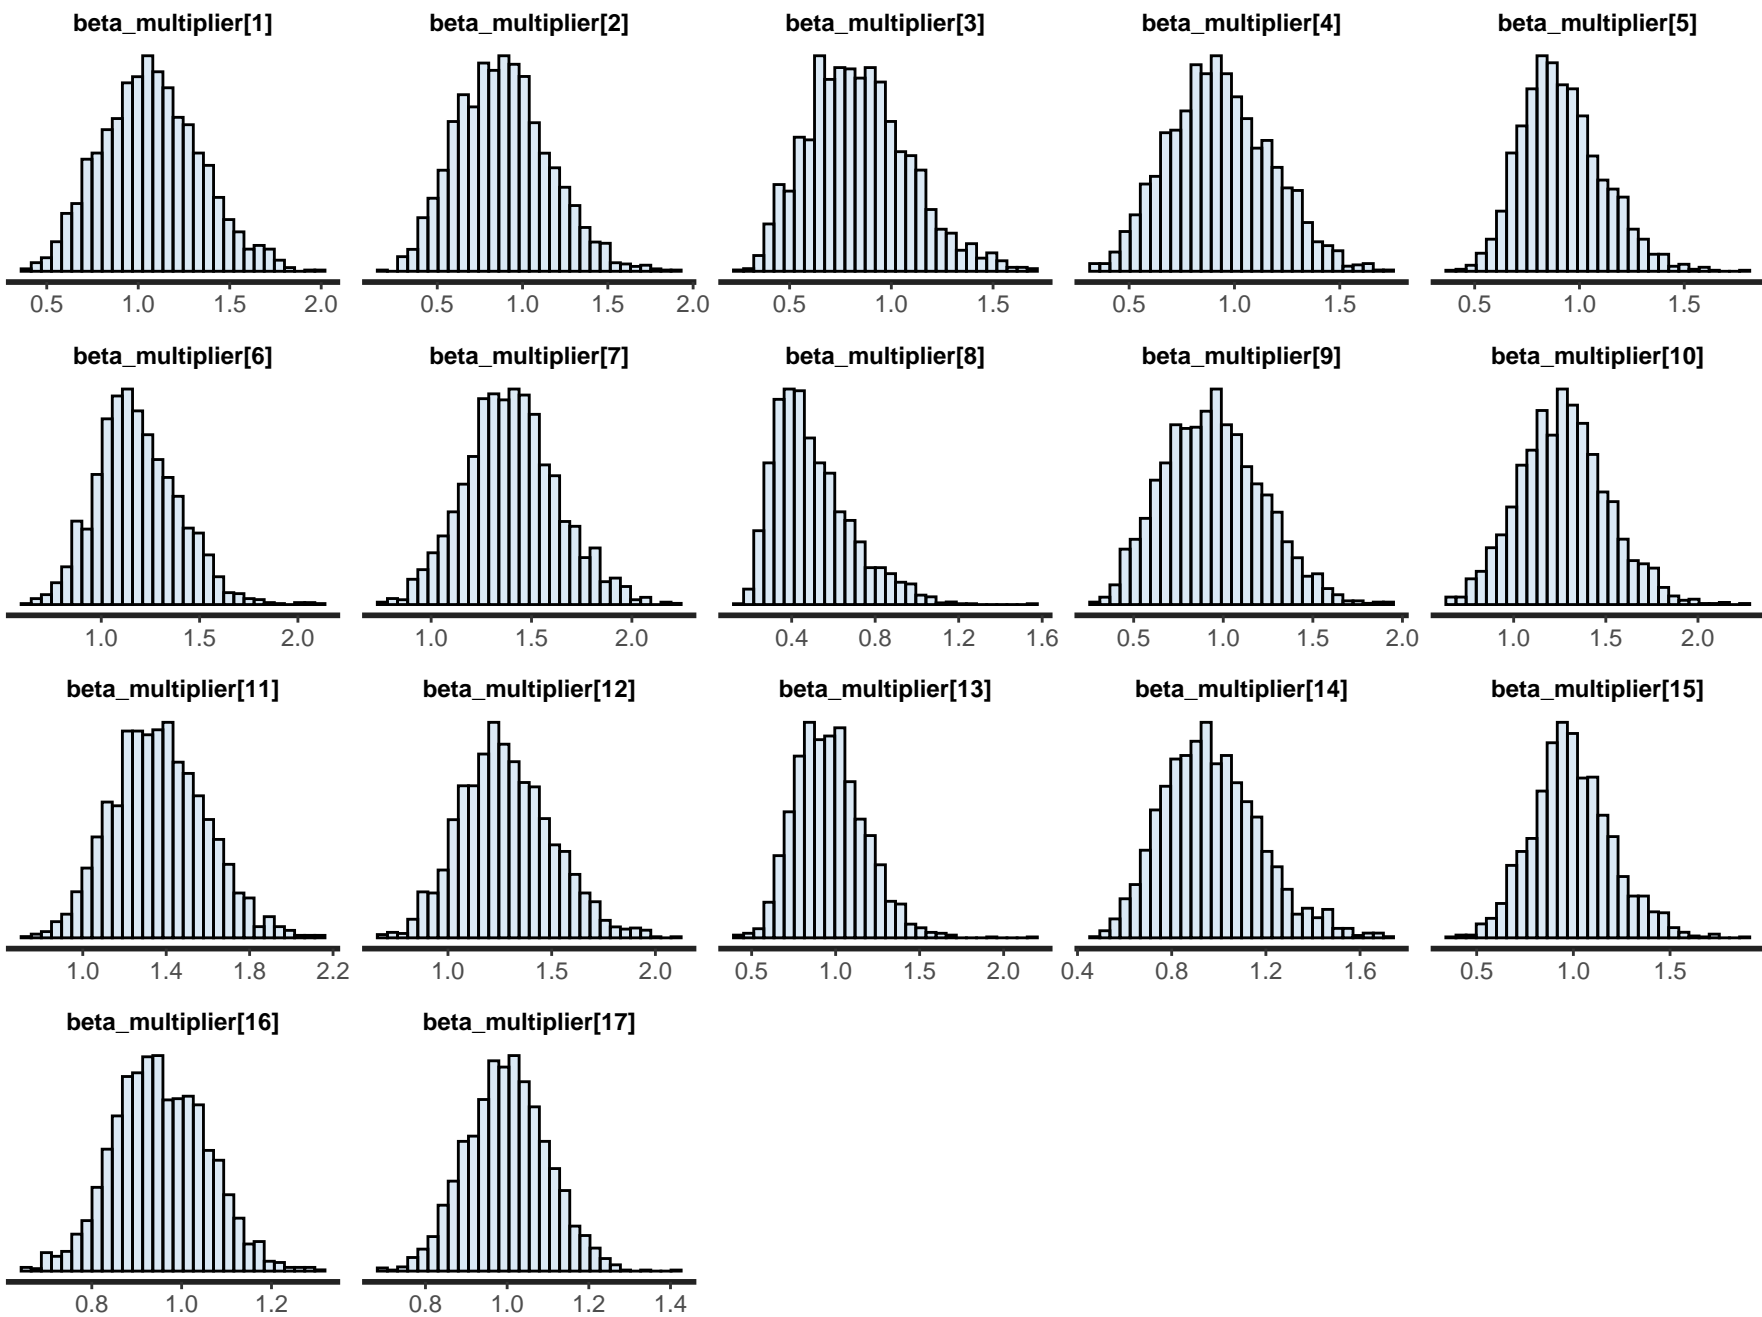 beta_multiplier[1] beta_multiplier[2] beta_multiplier[3] beta_multiplier[4] beta_multiplier[5]
0.5 1.0 1.5 2.0 0.5 1.0 1.5 2.0 0.5 1.0 1.5 0.5 1.0 1.5 0.5 1.0 1.5
beta_multiplier[6] beta_multiplier[7] beta_multiplier[8] beta_multiplier[9] beta_multiplier[10]
1.0 1.5 2.0 1.0 1.5 2.0 0.4 0.8 1.2 1.6 0.5 1.0 1.5 2.0 1.0 1.5 2.0
beta_multiplier[11] beta_multiplier[12] beta_multiplier[13] beta_multiplier[14] beta_multiplier[15]
1.0 1.4 1.8 2.2 1.0 1.5 2.0 0.5 1.0 1.5 2.0 0.4 0.8 1.2 1.6 0.5 1.0 1.5
beta_multiplier[16] beta_multiplier[17]
0.8 1.0 1.2 0.8 1.0 1.2 1.4